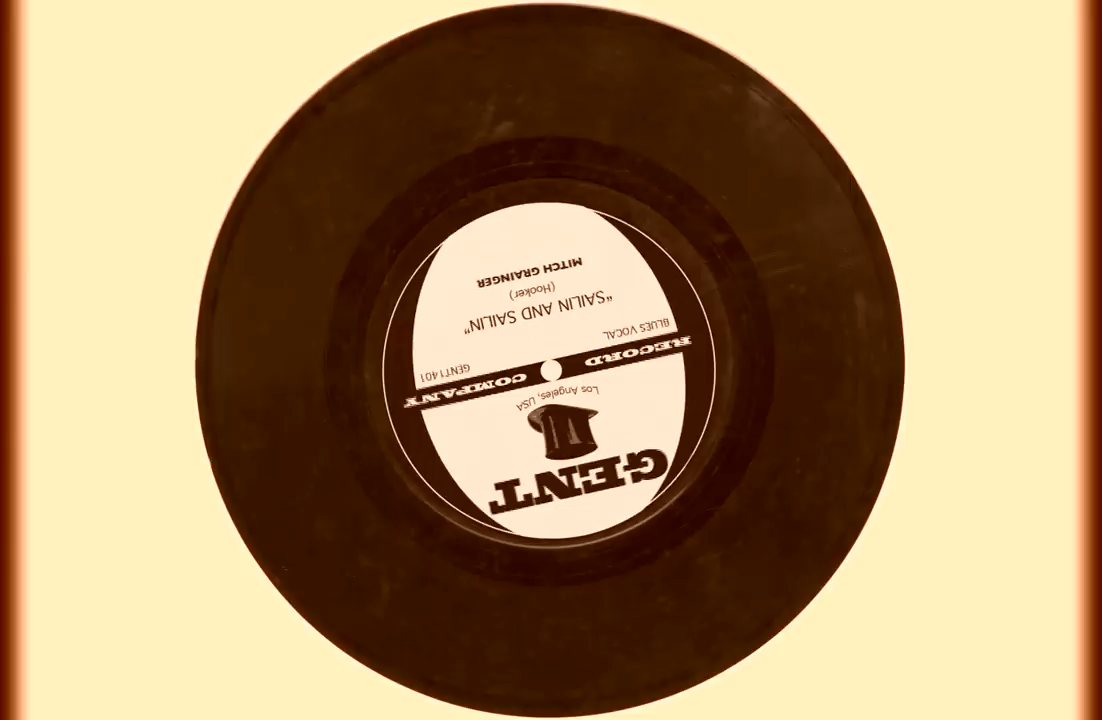 GENT
Los Angeles, USA
RECORD COMPANY
BLUES VOCAL GENT1401
"SAILIN AND SAILIN"
(Hooker)
MITCH GRAINGER